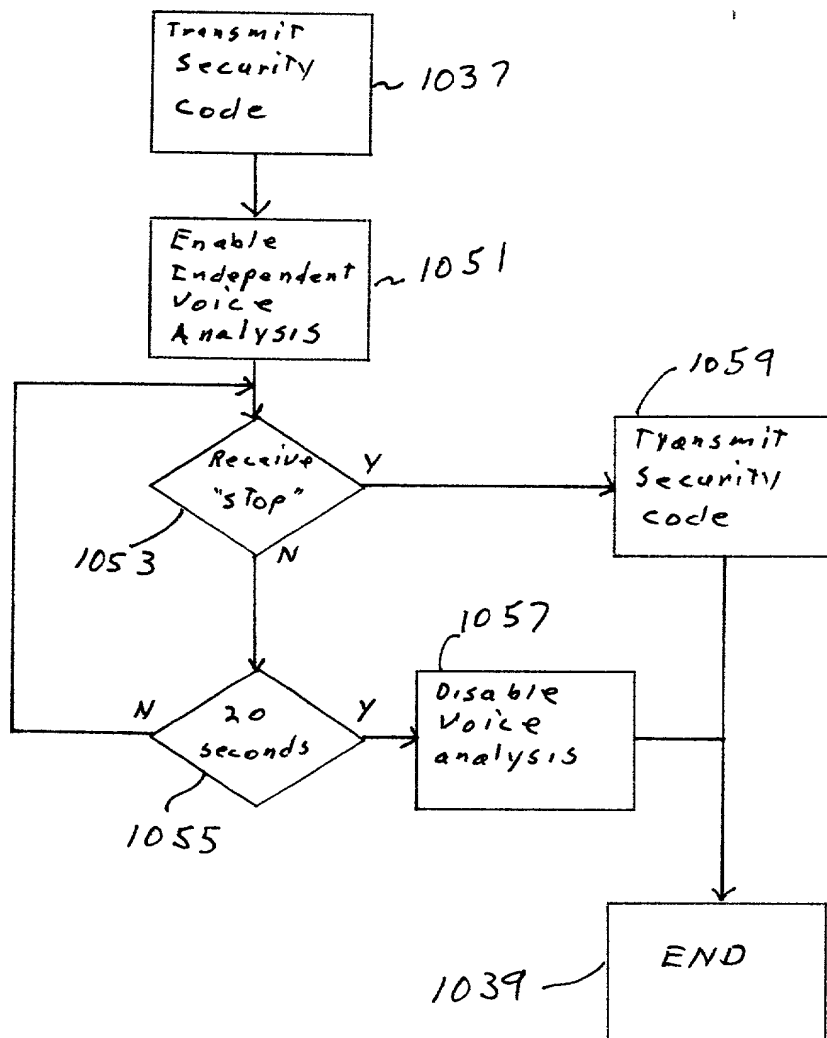 Transmit
Security
Code
1037
Enable
Independent
Voice
Analysis
1051
Receive
"STOP"
Y
N
1053
1059
Transmit
Security
code
20
seconds
N
Y
1055
1057
Disable
Voice
analysis
END
1039